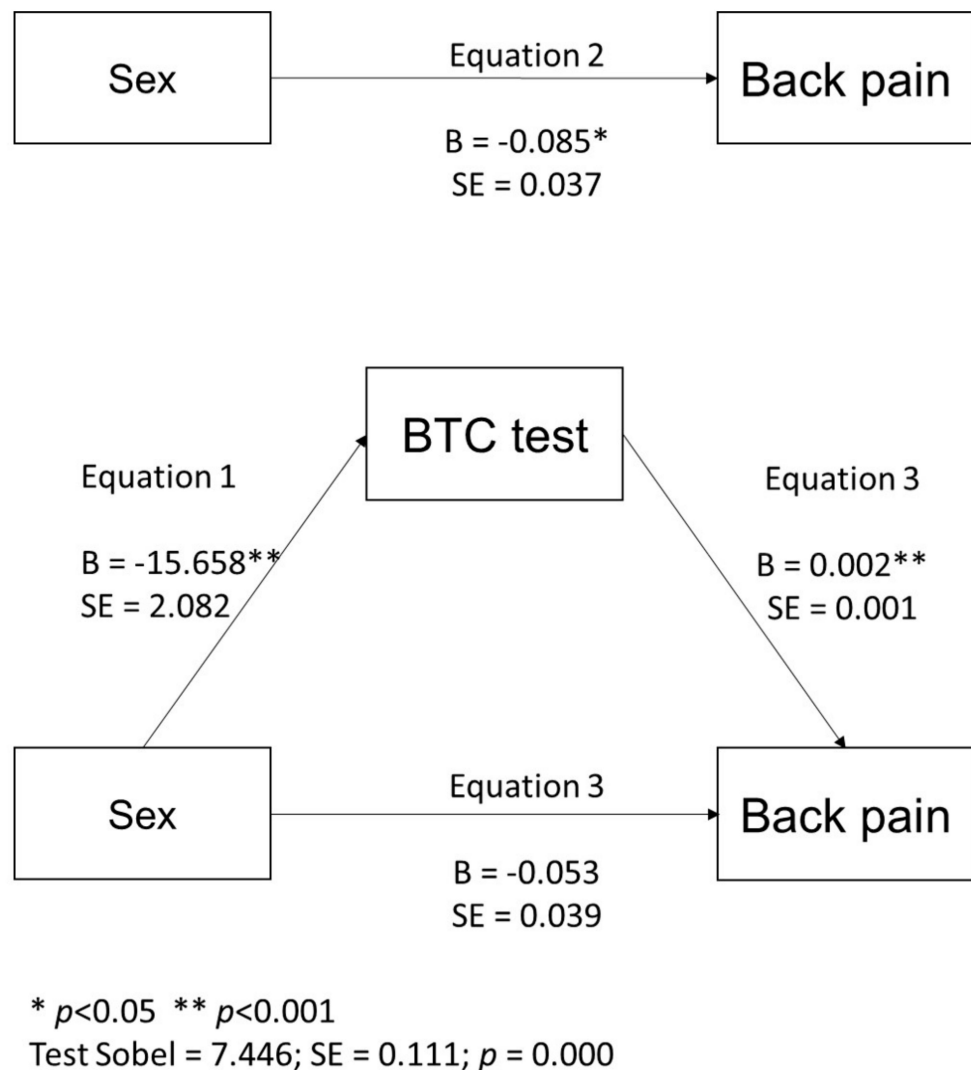 Sex
Equation 2
Back pain
B = -0.085*
SE = 0.037
BTC test
Equation 1
Equation 3
B = -15.658**
SE = 2.082
B = 0.002**
SE = 0.001
Sex
Equation 3
Back pain
B = -0.053
SE = 0.039
* p<0.05 ** p<0.001
Test Sobel = 7.446; SE = 0.111; p = 0.000